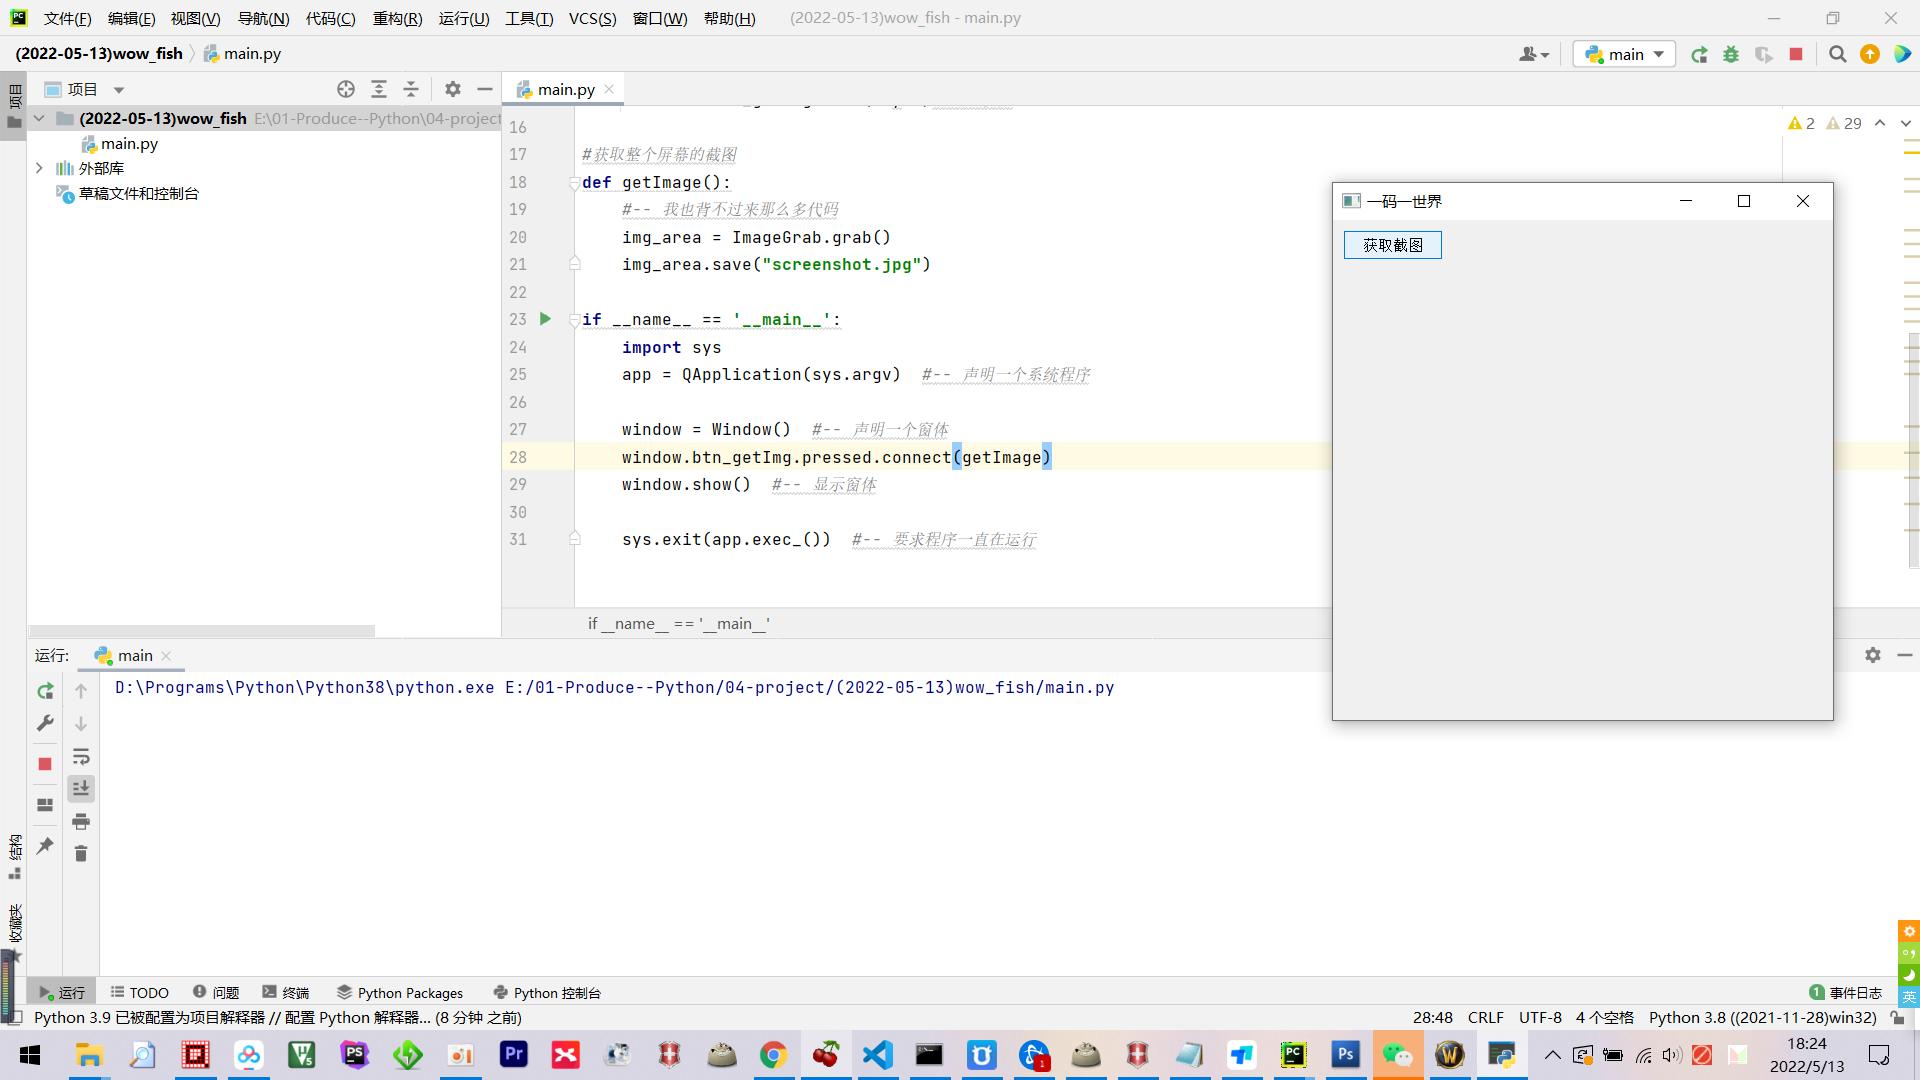 文件(F) 编辑(E) 视图(V) 导航(N) 代码(C) 重构(R) 运行(U) 工具(T) VCS(S) 窗口(W) 帮助(H) (2022-05-13)wow_fish - main.py
(2022-05-13)wow_fish main.py
main
项目
项目
main.py
(2022-05-13)wow_fish E:\01-Produce--Python\04-project
main.py
外部库
草稿文件和控制台
2 29
16
17 #获取整个屏幕的截图
18 def getImage():
19 #-- 我也背不过来那么多代码
20 img_area = ImageGrab.grab()
21 img_area.save("screenshot.jpg")
22
23 if __name__ == '__main__':
24 import sys
25 app = QApplication(sys.argv) #-- 声明一个系统程序
26
27 window = Window() #-- 声明一个窗体
28 window.btn_getImg.pressed.connect(getImage)
29 window.show() #-- 显示窗体
30
31 sys.exit(app.exec_()) #-- 要求程序一直在运行
if __name__ == '__main__'
一码一世界
获取截图
运行: main
D:\Programs\Python\Python38\python.exe E:/01-Produce--Python/04-project/(2022-05-13)wow_fish/main.py
结构
收藏夹
运行 TODO 问题 终端 Python Packages Python 控制台 1 事件日志
英
Python 3.9 已被配置为项目解释器 // 配置 Python 解释器... (8 分钟 之前) 28:48 CRLF UTF-8 4 个空格 Python 3.8 ((2021-11-28)win32)
PS Pr 1 PC Ps
18:24
2022/5/13